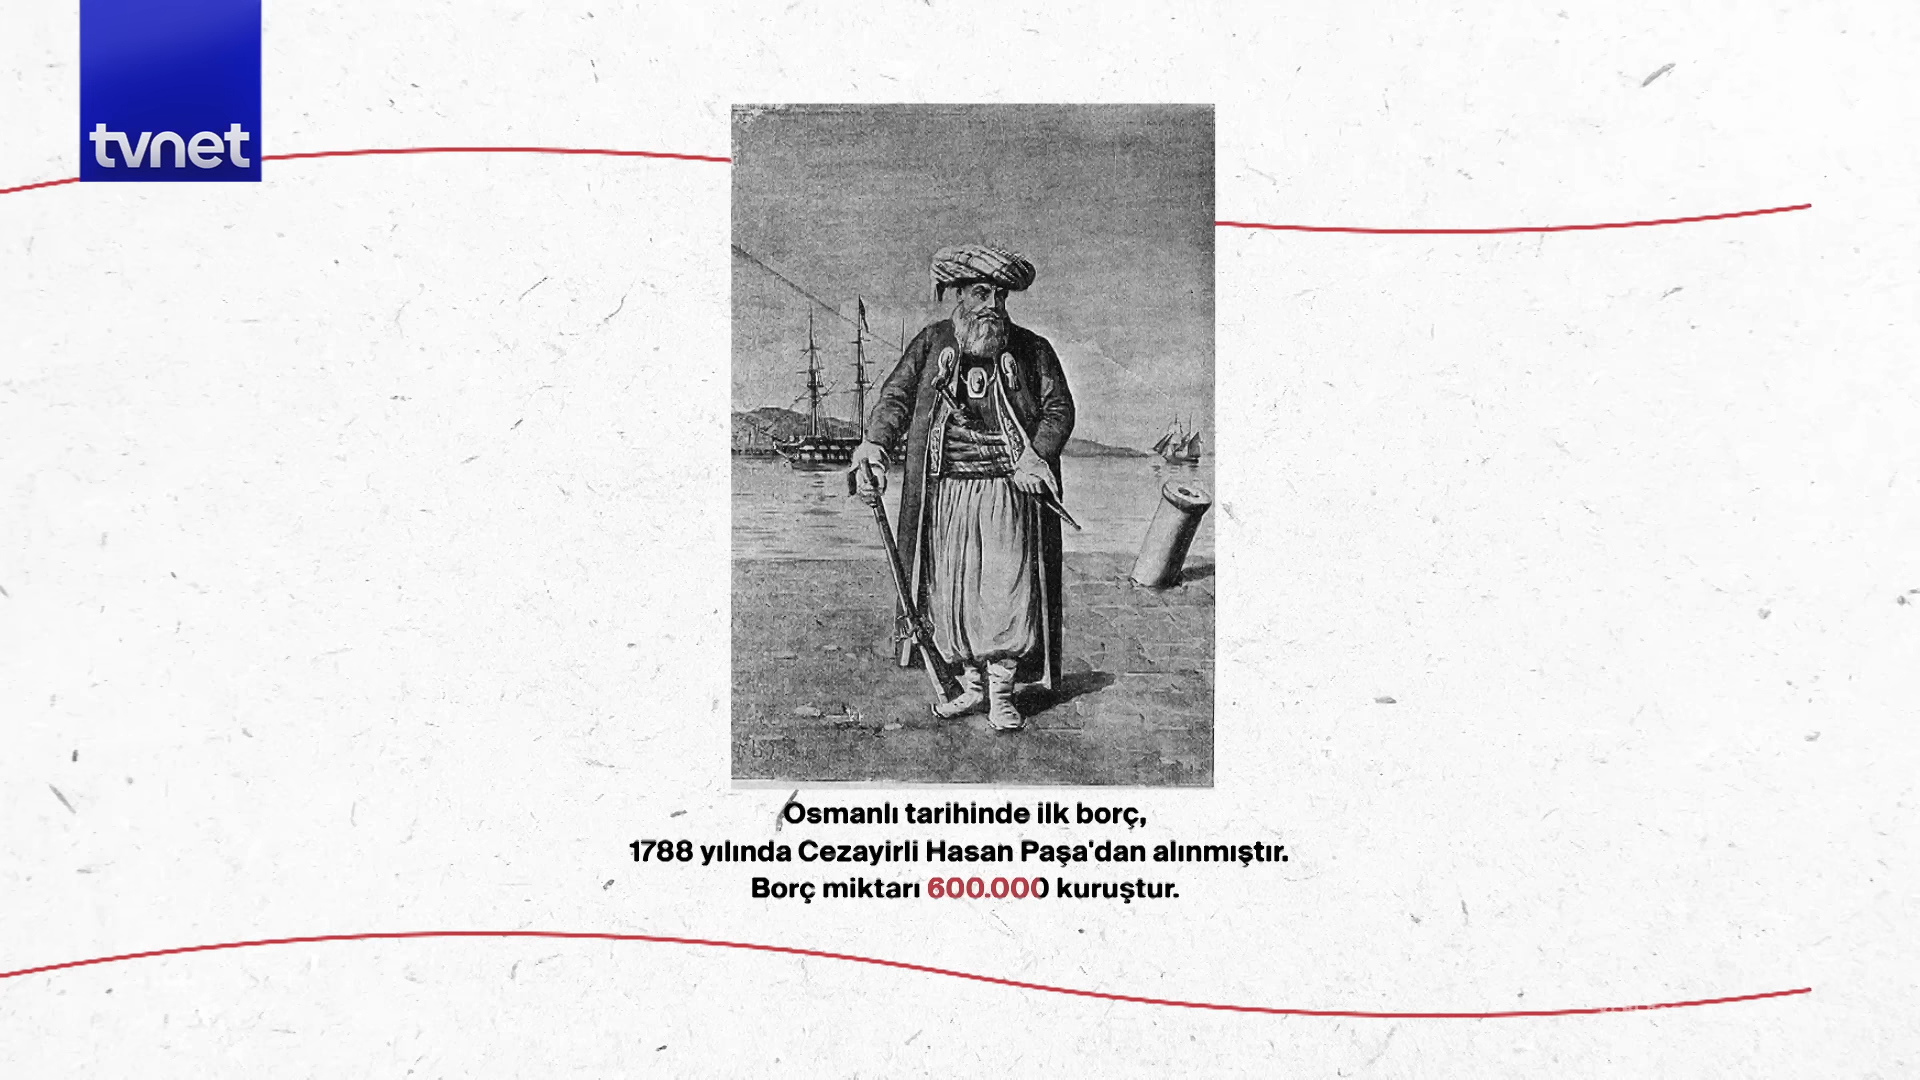 tvnet
Osmanlı tarihinde ilk borç,
1788 yılında Cezayirli Hasan Paşa'dan alınmıştır.
Borç miktarı 600.000 kuruştur.